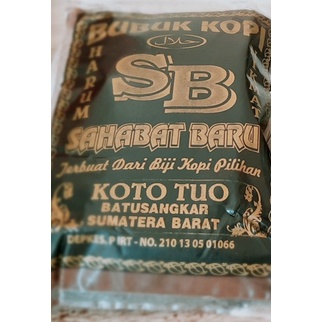 BUBUK KOPI
HARUM
SB
SAHABAT BARU
Terbuat Dari Biji Kopi Pilihan
KOTO TUO
BATUSANGKAR
SUMATERA BARAT
DEPKES. P IRT - NO. 210 13 05 01066